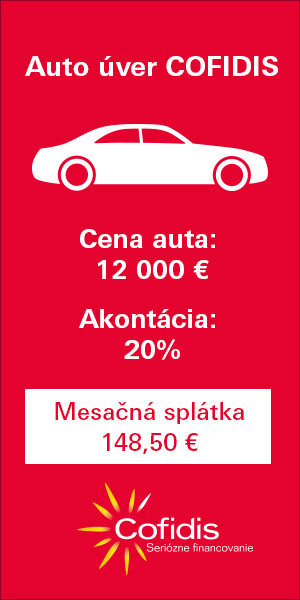 Auto úver COFIDIS
Cena auta:
12 000 €
Akontácia:
20%
Mesačná splátka
148,50 €
Cofidis
Seriózne financovanie